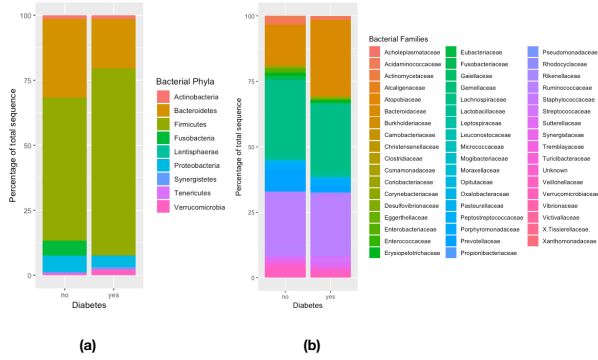 Percentage of total sequence
100
75
50
25
0
no
yes
Diabetes
Bacterial Phyla
Actinobacteria
Bacteroidetes
Firmicutes
Fusobacteria
Lentisphaerae
Proteobacteria
Synergistetes
Tenericutes
Verrucomicrobia
(a)
Percentage of total sequence
100
75
50
25
0
no
yes
Diabetes
Bacterial Families
Acholeplasmataceae
Acidaminococcaceae
Actinomycetaceae
Alcaligenaceae
Atopobiaceae
Bacteroidaceae
Burkholderiaceae
Carnobacteriaceae
Christensenellaceae
Clostridiaceae
Comamonadaceae
Coriobacteriaceae
Corynebacteriaceae
Desulfovibrionaceae
Eggerthellaceae
Enterobacteriaceae
Enterococcaceae
Erysipelotrichaceae
Eubacteriaceae
Fusobacteriaceae
Gaiellaceae
Gemellaceae
Lachnospiraceae
Lactobacillaceae
Leptospiraceae
Leuconostocaceae
Micrococcaceae
Mogibacteriaceae
Moraxellaceae
Opitutaceae
Oxalobacteraceae
Pasteurellaceae
Peptostreptococcaceae
Porphyromonadaceae
Prevotellaceae
Propionibacteriaceae
Pseudomonadaceae
Rhodocyclaceae
Rikenellaceae
Ruminococcaceae
Staphylococcaceae
Streptococcaceae
Sutterellaceae
Synergistaceae
Tremblayaceae
Turicibacteraceae
Unknown
Veillonellaceae
Verrucomicrobiaceae
Vibrionaceae
Victivallaceae
X.Tissierellaceae.
Xanthomonadaceae
(b)